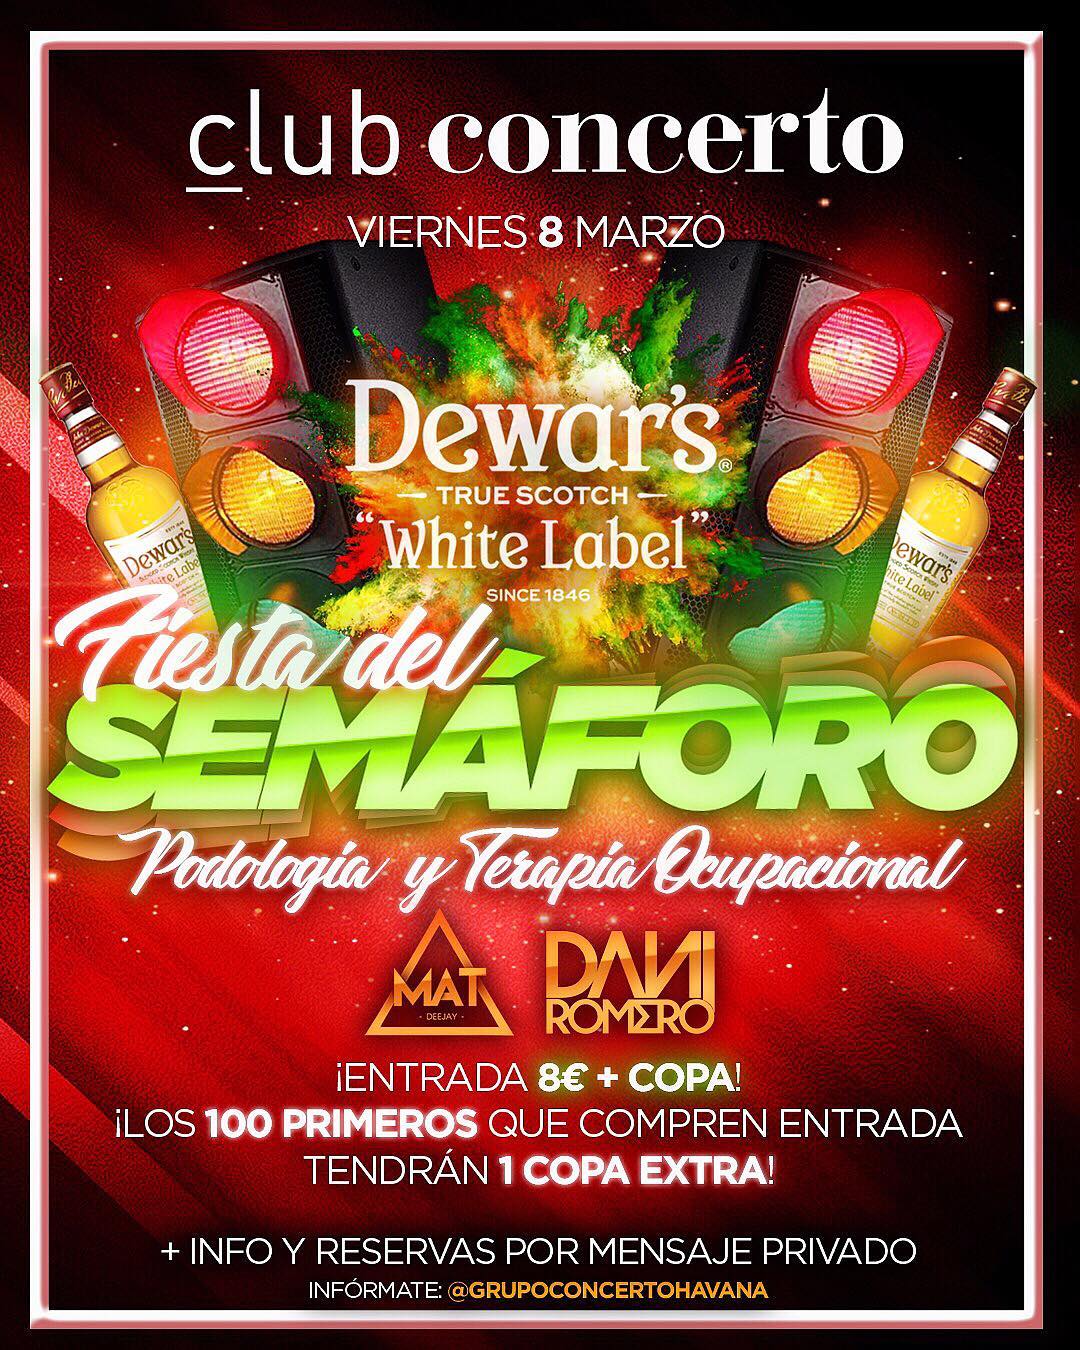 club concerto
VIERNES 8 MARZO
Dewar's®
TRUE SCOTCH
"White Label"
SINCE 1846
Dewar's
Dewar's
Fiesta del
SEMÁFORO
Podología y Terapia Ocupacional
MAT
- DEEJAY -
DANI
ROMERO
¡ENTRADA 8€ + COPA!
¡LOS 100 PRIMEROS QUE COMPREN ENTRADA
TENDRÁN 1 COPA EXTRA!
+ INFO Y RESERVAS POR MENSAJE PRIVADO
INFÓRMATE: @GRUPOCONCERTOHAVANA